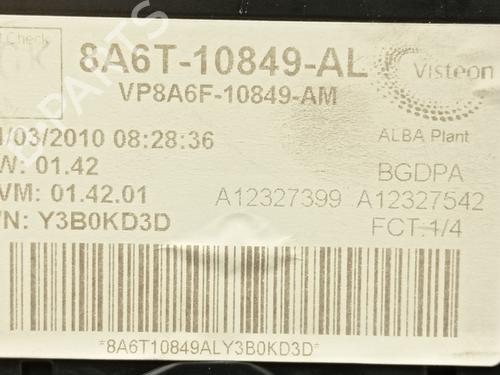 Check
8A6T-10849-AL
Visteon
VP8A6F-10849-AM
/03/2010 08:28:36
ALBA Plant
W: 01.42
BGDPA
VM: 01.42.01
A12327399 A12327542
/N: Y3B0KD3D
FCT 1/4
*8A6T10849ALY3B0KD3D*